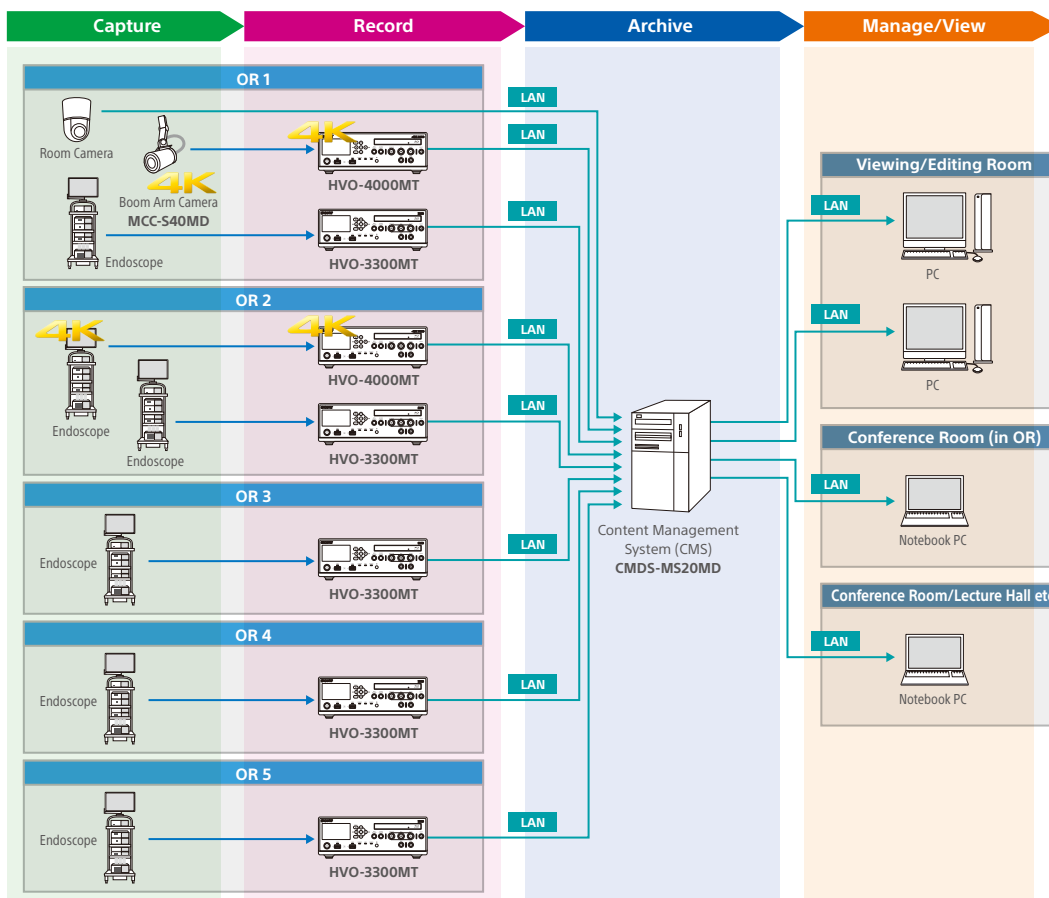 Capture
Record
Archive
Manage/View
OR 1
LAN
Room Camera
4K
Boom Arm Camera
MCC-S40MD
4K
HVO-4000MT
LAN
Endoscope
HVO-3300MT
OR 2
4K
Endoscope
4K
HVO-4000MT
LAN
Endoscope
HVO-3300MT
LAN
OR 3
Endoscope
HVO-3300MT
LAN
OR 4
Endoscope
HVO-3300MT
LAN
OR 5
Endoscope
HVO-3300MT
LAN
Content Management
System (CMS)
CMDS-MS20MD
Viewing/Editing Room
LAN
PC
LAN
PC
Conference Room (in OR)
LAN
Notebook PC
Conference Room/Lecture Hall etc
LAN
Notebook PC